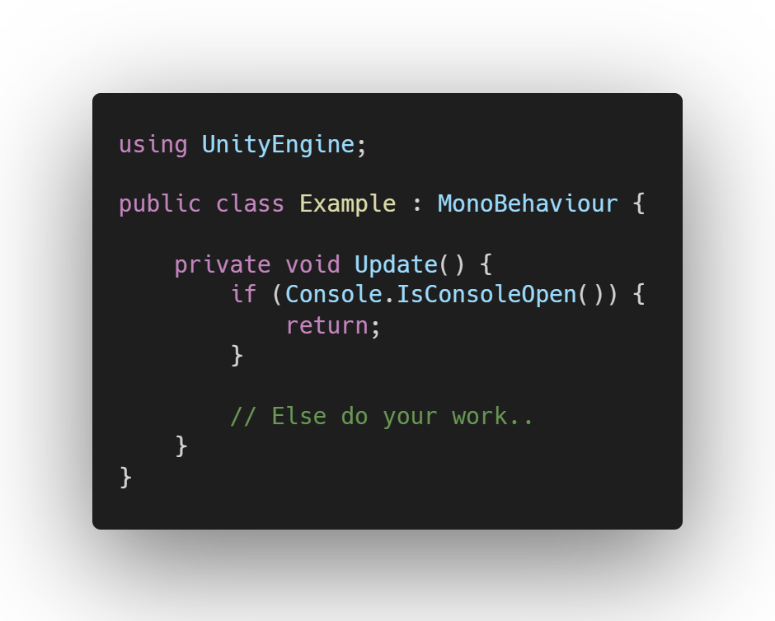 using UnityEngine;

public class Example : MonoBehaviour {

    private void Update() {
        if (Console.IsConsoleOpen()) {
            return;
        }

        // Else do your work..
    }
}